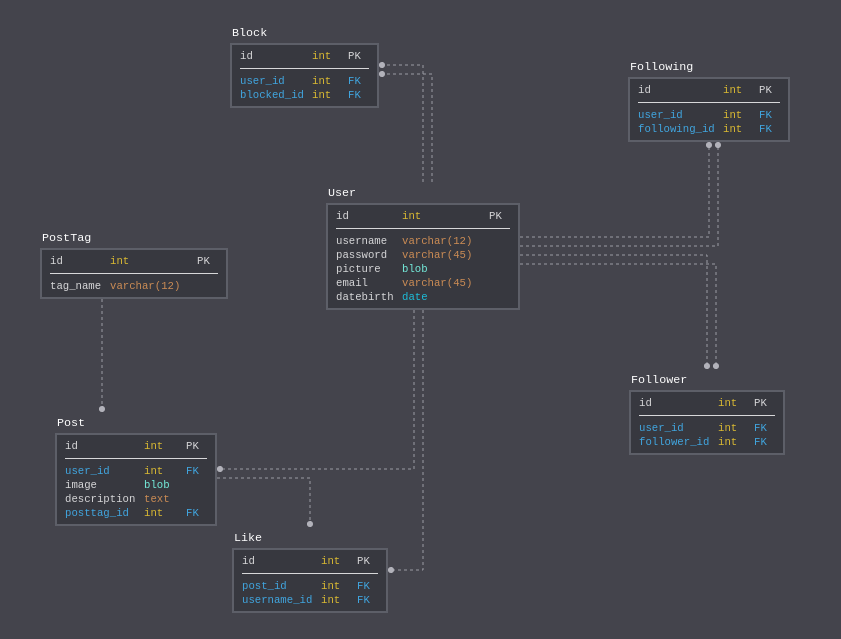 Block
id int PK
user_id int FK
blocked_id int FK
Following
id int PK
user_id int FK
following_id int FK
User
id int PK
username varchar(12)
password varchar(45)
picture blob
email varchar(45)
datebirth date
PostTag
id int PK
tag_name varchar(12)
Follower
id int PK
user_id int FK
follower_id int FK
Post
id int PK
user_id int FK
image blob
description text
posttag_id int FK
Like
id int PK
post_id int FK
username_id int FK